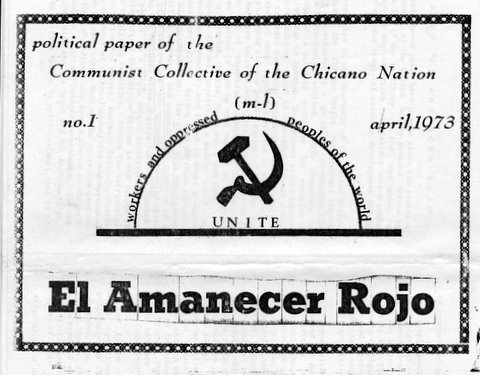 political paper of the
Communist Collective of the Chicano Nation
(m-l)
no.1
april,1973
workers and oppressed peoples of the world
UNITE
El Amanecer Rojo